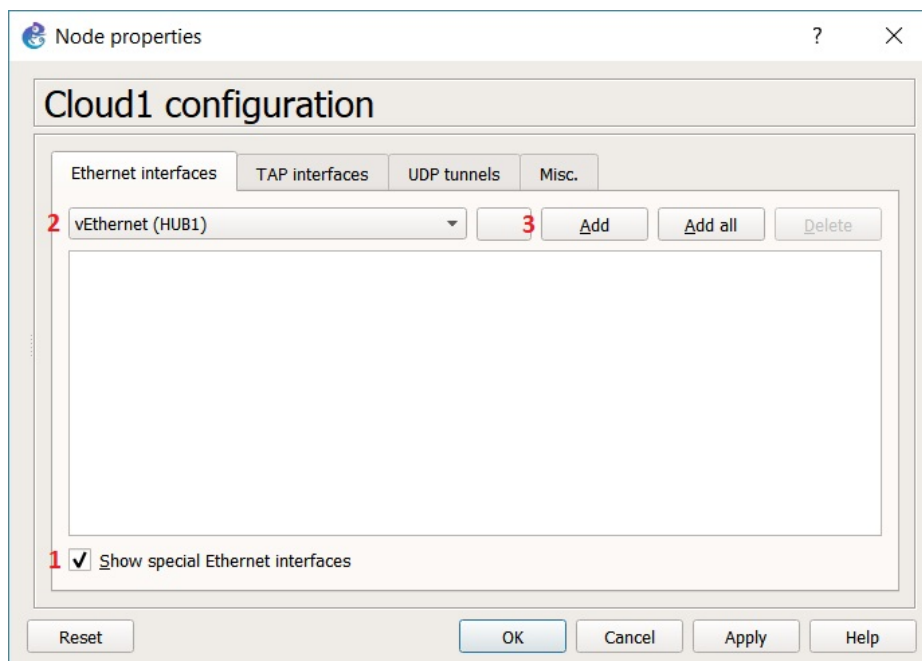 Node properties ?
Cloud1 configuration
Ethernet interfaces TAP interfaces UDP tunnels Misc.
2 vEthernet (HUB1) 3 Add Add all Delete
1 Show special Ethernet interfaces
Reset OK Cancel Apply Help